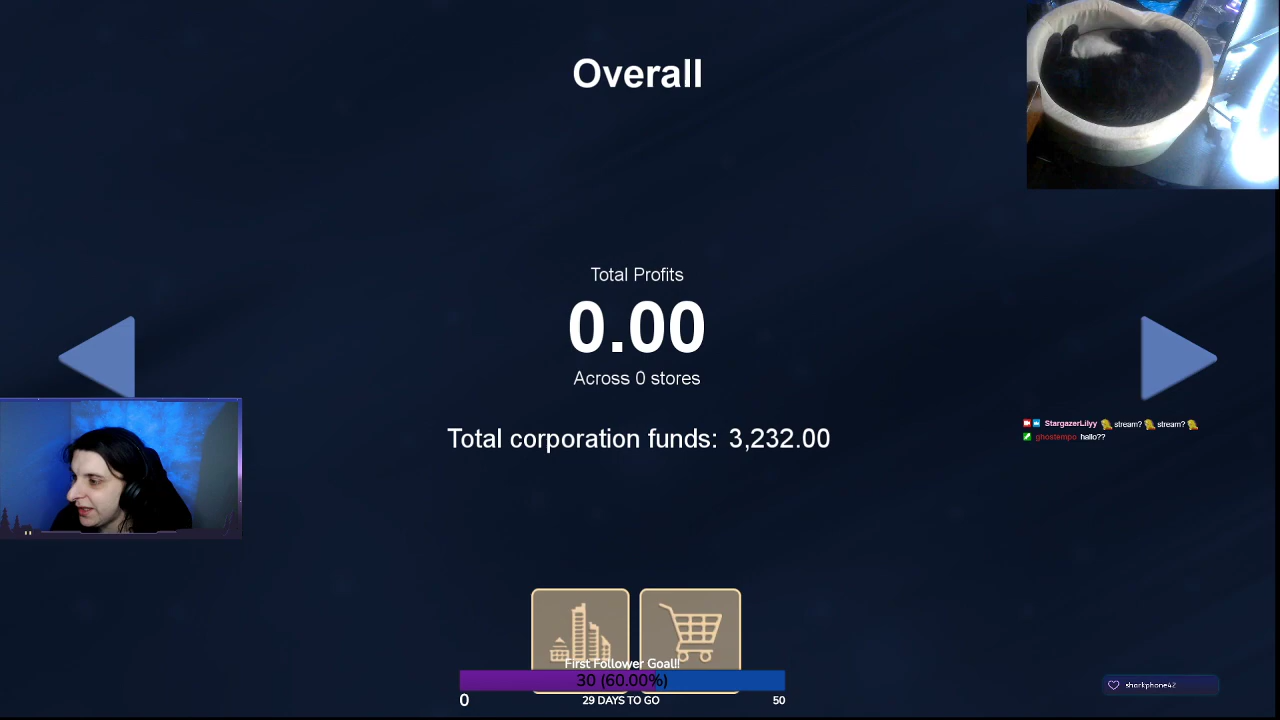 Overall
Total Profits
0.00
Across 0 stores
Total corporation funds: 3,232.00
StargazerLilyy stream? stream?
ghostempo hallo??
First Follower Goal!!
30 (60.00%)
0 29 DAYS TO GO 50
sharkphone42